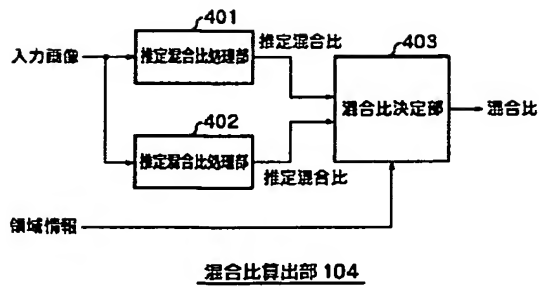 401
推定混合比
403
入力画像
推定混合比処理部
混合比決定部
混合比
402
推定混合比処理部
推定混合比
領域情報
混合比算出部 104